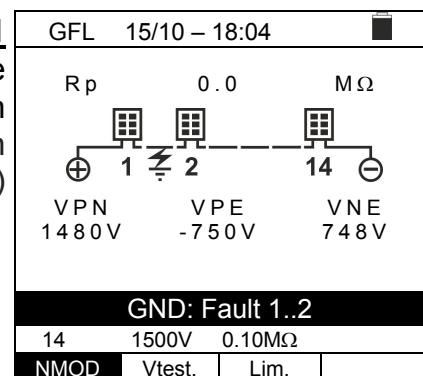 GFL 15/10 – 18:04
Rp 0.0 MΩ
1 2 14
VPN VPE VNE
1480V -750V 748V
GND: Fault 1..2
14 1500V 0.10MΩ
NMOD Vtest. Lim.